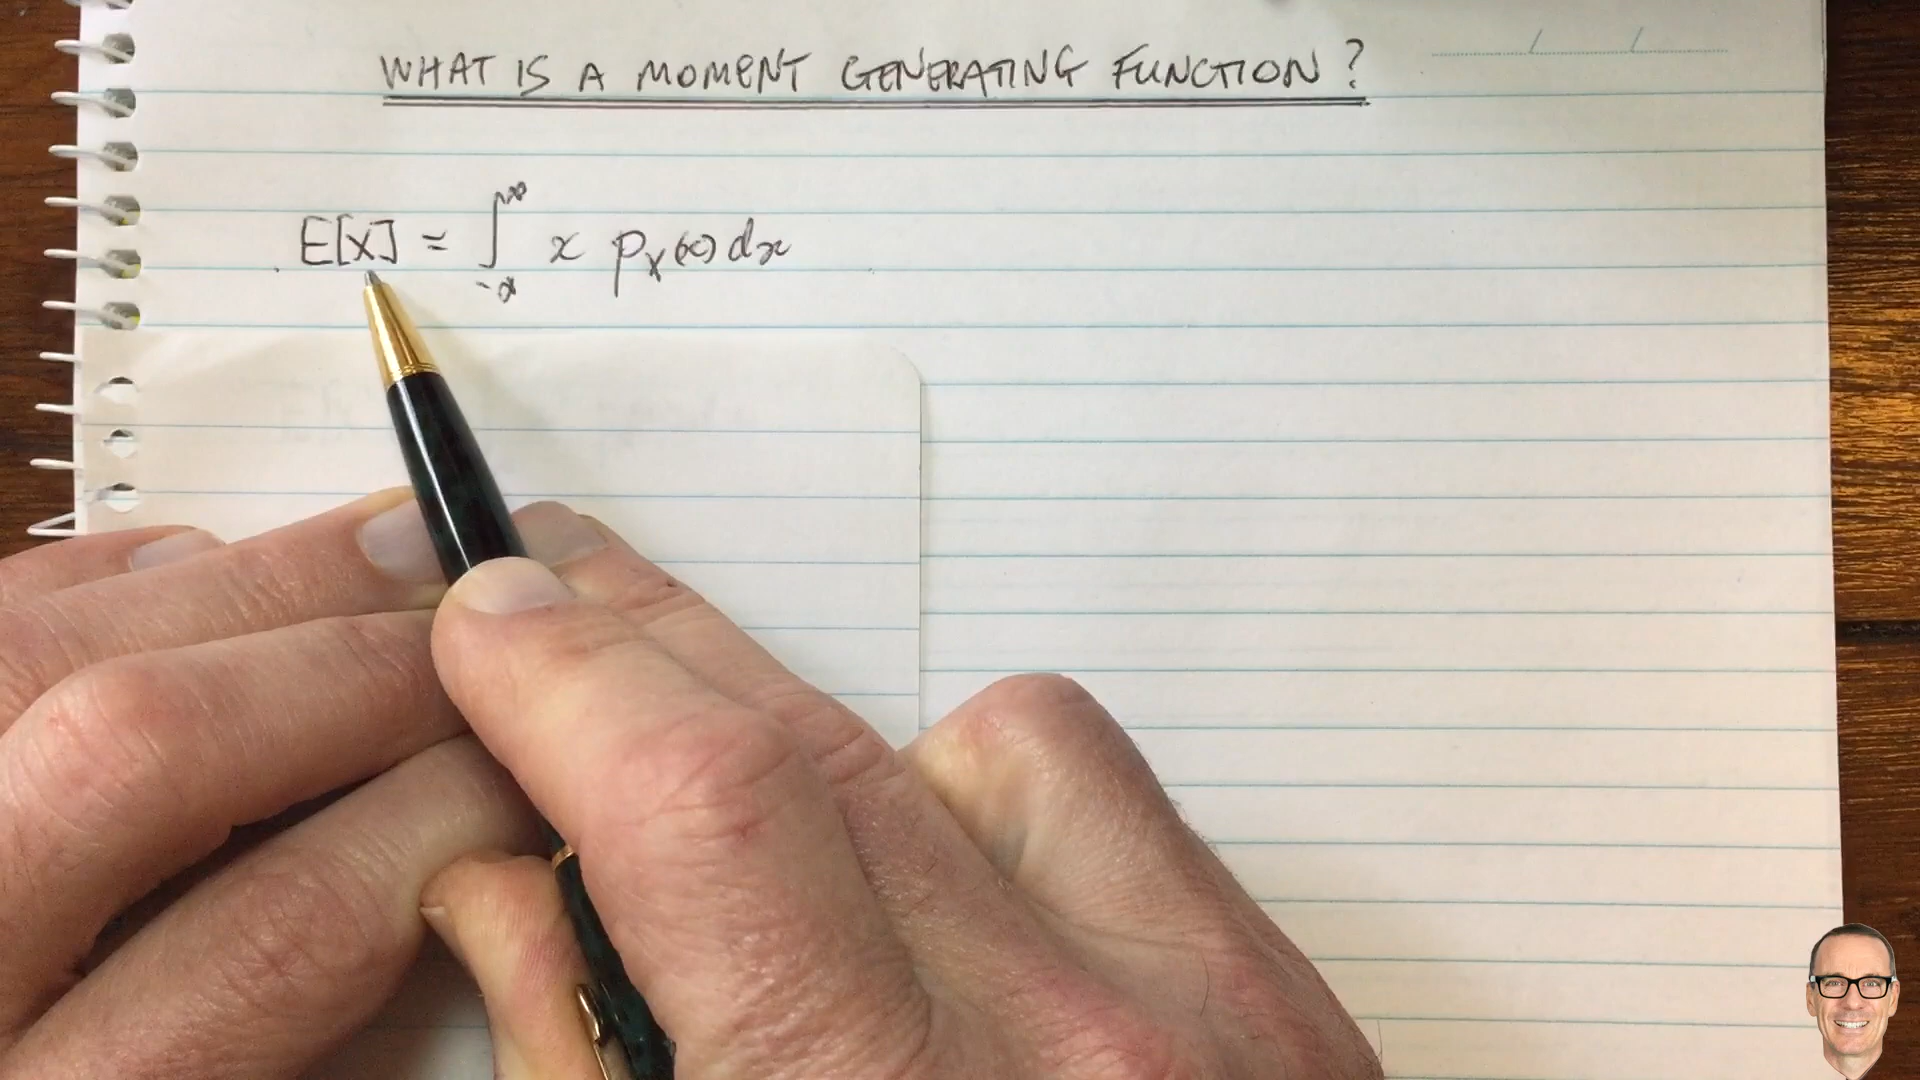 WHAT IS A MOMENT GENERATING FUNCTION?
E[X] = ∫_{-∞}^{∞} x p_X(x) dx